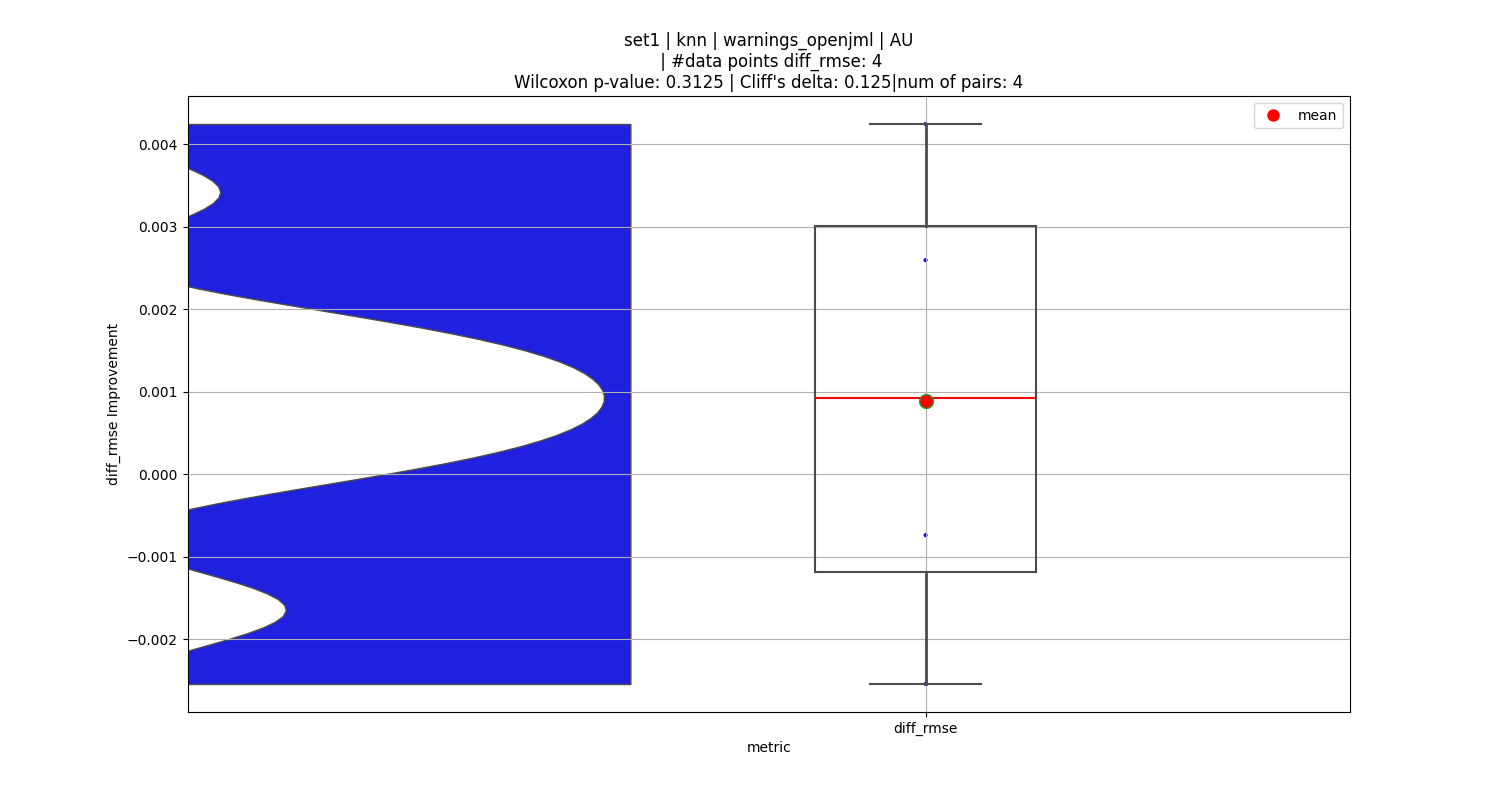 set1 | knn | warnings_openjml | AU
| #data points diff_rmse: 4
Wilcoxon p-value: 0.3125 | Cliff's delta: 0.125|num of pairs: 4
mean
0.004
0.003
0.002
0.001
0.000
−0.001
−0.002
diff_rmse Improvement
diff_rmse
metric